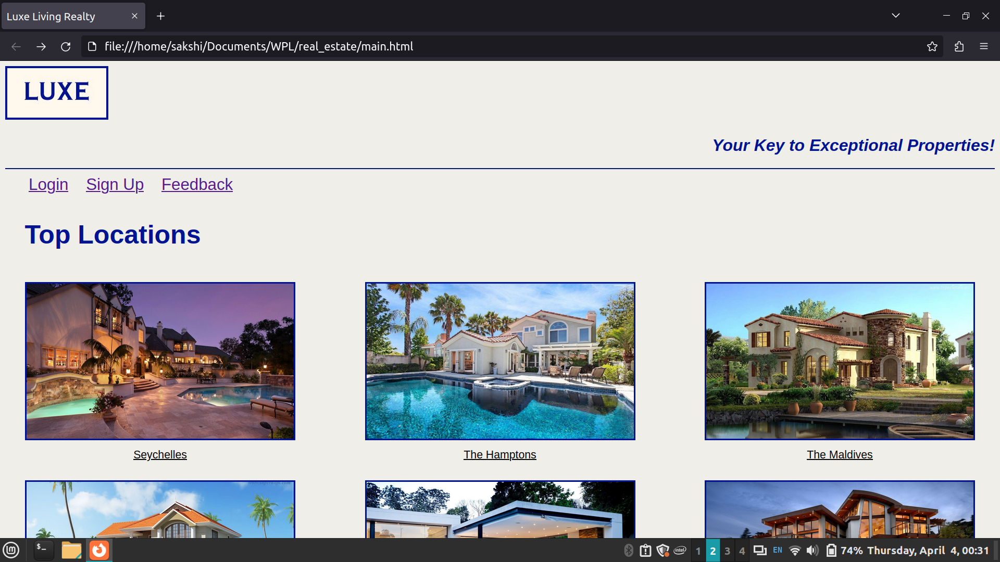 Luxe Living Realty
file:///home/sakshi/Documents/WPL/real_estate/main.html
LUXE
Your Key to Exceptional Properties!
Login Sign Up Feedback
Top Locations
Seychelles The Hamptons The Maldives
$_
intel 1 2 3 4 EN 74% Thursday, April 4, 00:31